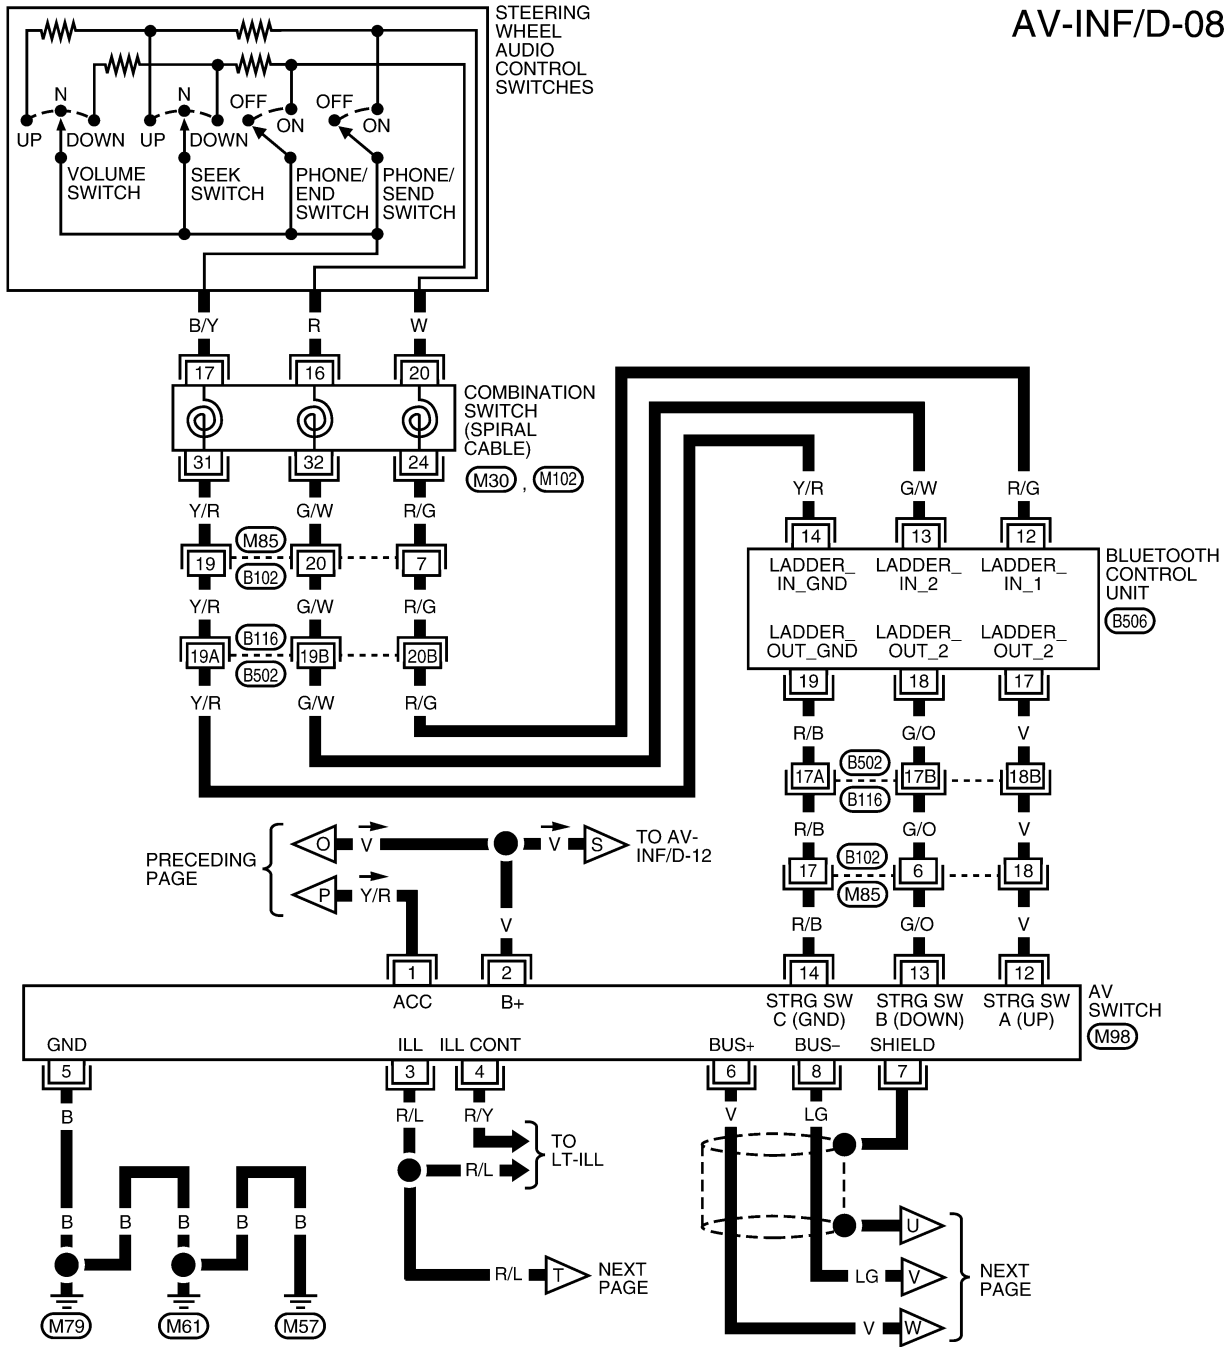 AV-INF/D-08
STEERING
WHEEL
AUDIO
CONTROL
SWITCHES
N
N
OFF
OFF
UP
DOWN
UP
DOWN
ON
ON
VOLUME
SWITCH
SEEK
SWITCH
PHONE/
END
SWITCH
PHONE/
SEND
SWITCH
B/Y
R
W
17
16
20
COMBINATION
SWITCH
(SPIRAL
CABLE)
M30 , M102
31
32
24
Y/R
G/W
R/G
M85
19
20
7
B102
Y/R
G/W
R/G
B116
19A
19B
20B
B502
Y/R
G/W
R/G
Y/R
G/W
R/G
14
13
12
LADDER_
IN_GND
LADDER_
IN_2
LADDER_
IN_1
LADDER_
OUT_GND
LADDER_
OUT_2
LADDER_
OUT_2
BLUETOOTH
CONTROL
UNIT
B506
19
18
17
R/B
G/O
V
B502
17A
17B
18B
B116
R/B
G/O
V
B102
17
6
18
M85
R/B
G/O
V
PRECEDING
PAGE
O
V
V
S
TO AV-
INF/D-12
P
Y/R
V
1
2
14
13
12
ACC
B+
STRG SW
C (GND)
STRG SW
B (DOWN)
STRG SW
A (UP)
AV
SWITCH
M98
GND
ILL
ILL CONT
BUS+
BUS–
SHIELD
5
3
4
6
8
7
B
R/L
R/Y
V
LG
TO
LT-ILL
R/L
B
B
B
B
B
U
R/L
T
NEXT
PAGE
LG
V
NEXT
PAGE
V
W
M79
M61
M57